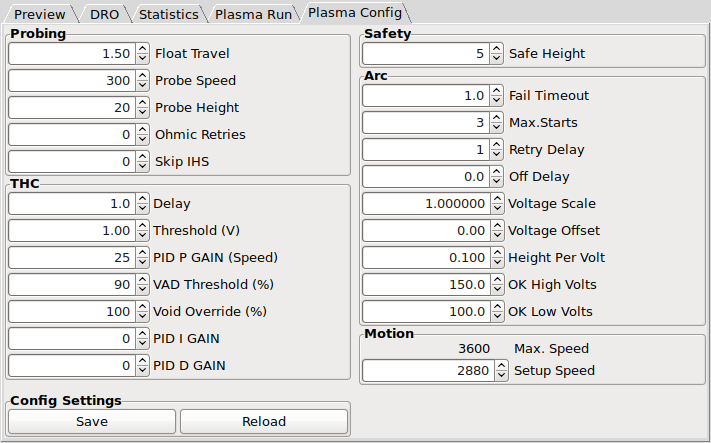 Preview DRO Statistics Plasma Run Plasma Config
Probing
1.50 Float Travel
300 Probe Speed
20 Probe Height
0 Ohmic Retries
0 Skip IHS
THC
1.0 Delay
1.00 Threshold (V)
25 PID P GAIN (Speed)
90 VAD Threshold (%)
100 Void Override (%)
0 PID I GAIN
0 PID D GAIN
Config Settings
Save Reload
Safety
5 Safe Height
Arc
1.0 Fail Timeout
3 Max.Starts
1 Retry Delay
0.0 Off Delay
1.000000 Voltage Scale
0.00 Voltage Offset
0.100 Height Per Volt
150.0 OK High Volts
100.0 OK Low Volts
Motion
3600 Max. Speed
2880 Setup Speed